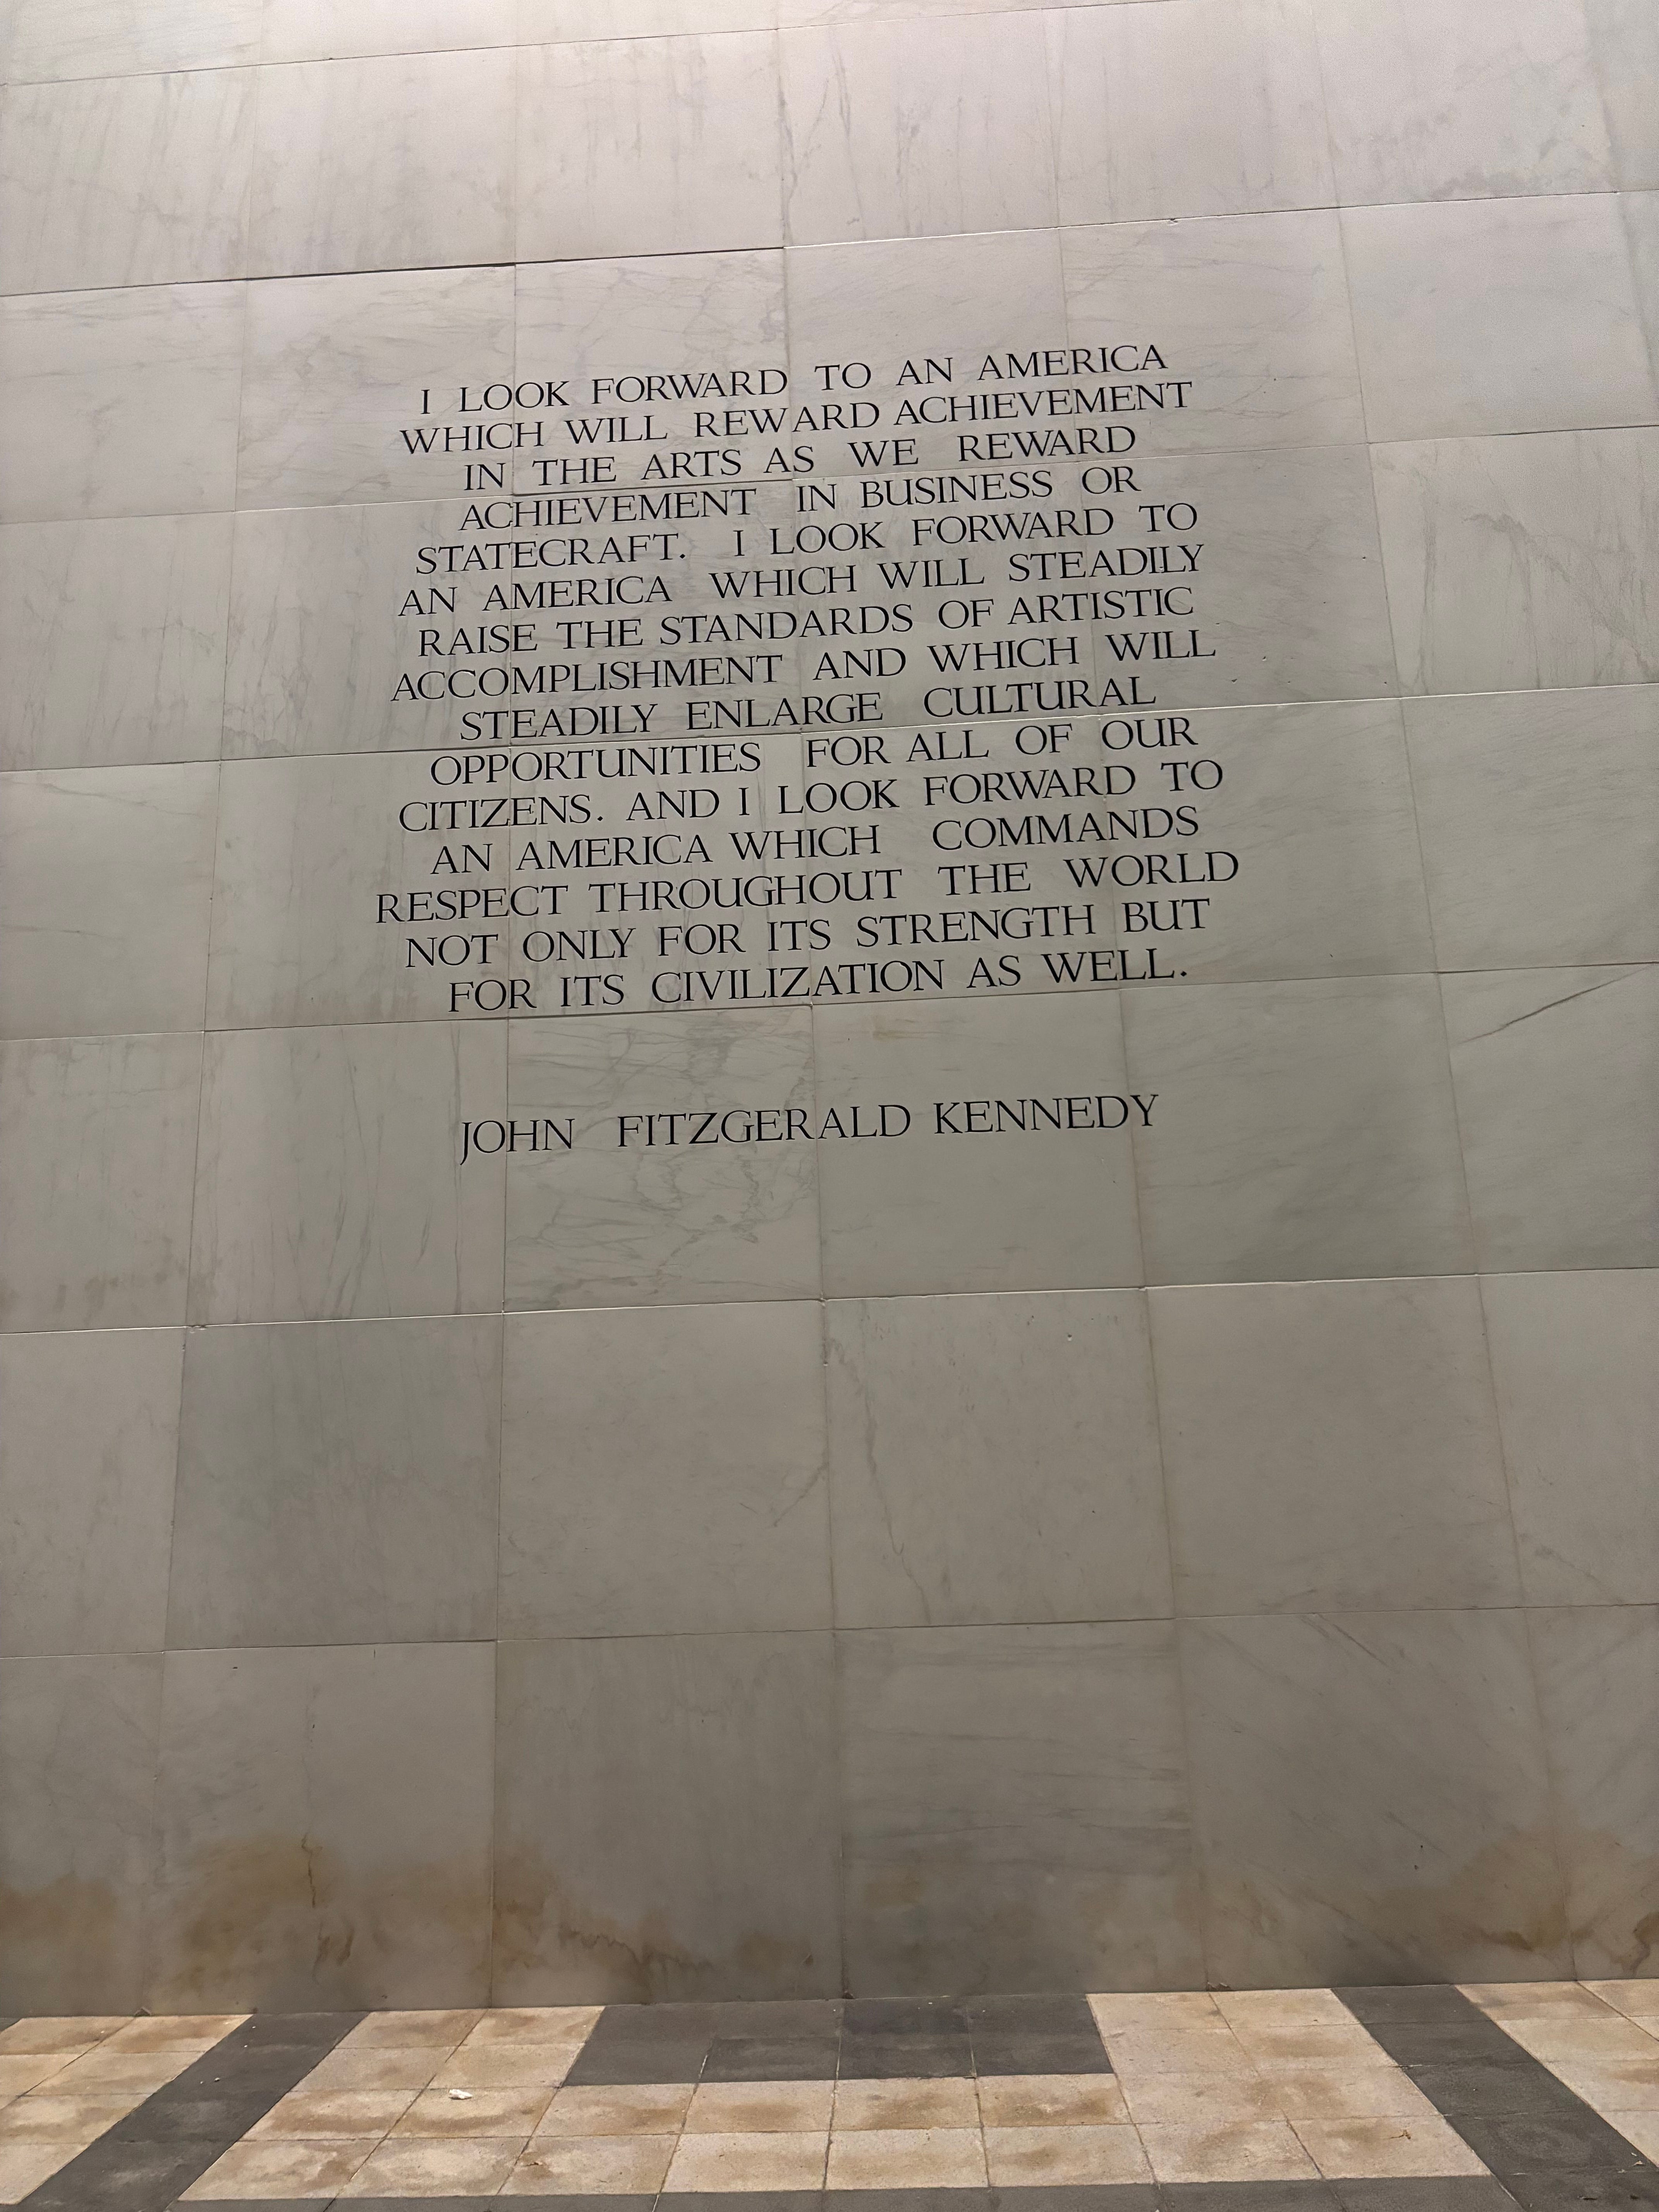 I LOOK FORWARD TO AN AMERICA
WHICH WILL REWARD ACHIEVEMENT
IN THE ARTS AS WE REWARD
ACHIEVEMENT IN BUSINESS OR
STATECRAFT. I LOOK FORWARD TO
AN AMERICA WHICH WILL STEADILY
RAISE THE STANDARDS OF ARTISTIC
ACCOMPLISHMENT AND WHICH WILL
STEADILY ENLARGE CULTURAL
OPPORTUNITIES FOR ALL OF OUR
CITIZENS. AND I LOOK FORWARD TO
AN AMERICA WHICH COMMANDS
RESPECT THROUGHOUT THE WORLD
NOT ONLY FOR ITS STRENGTH BUT
FOR ITS CIVILIZATION AS WELL.
JOHN FITZGERALD KENNEDY